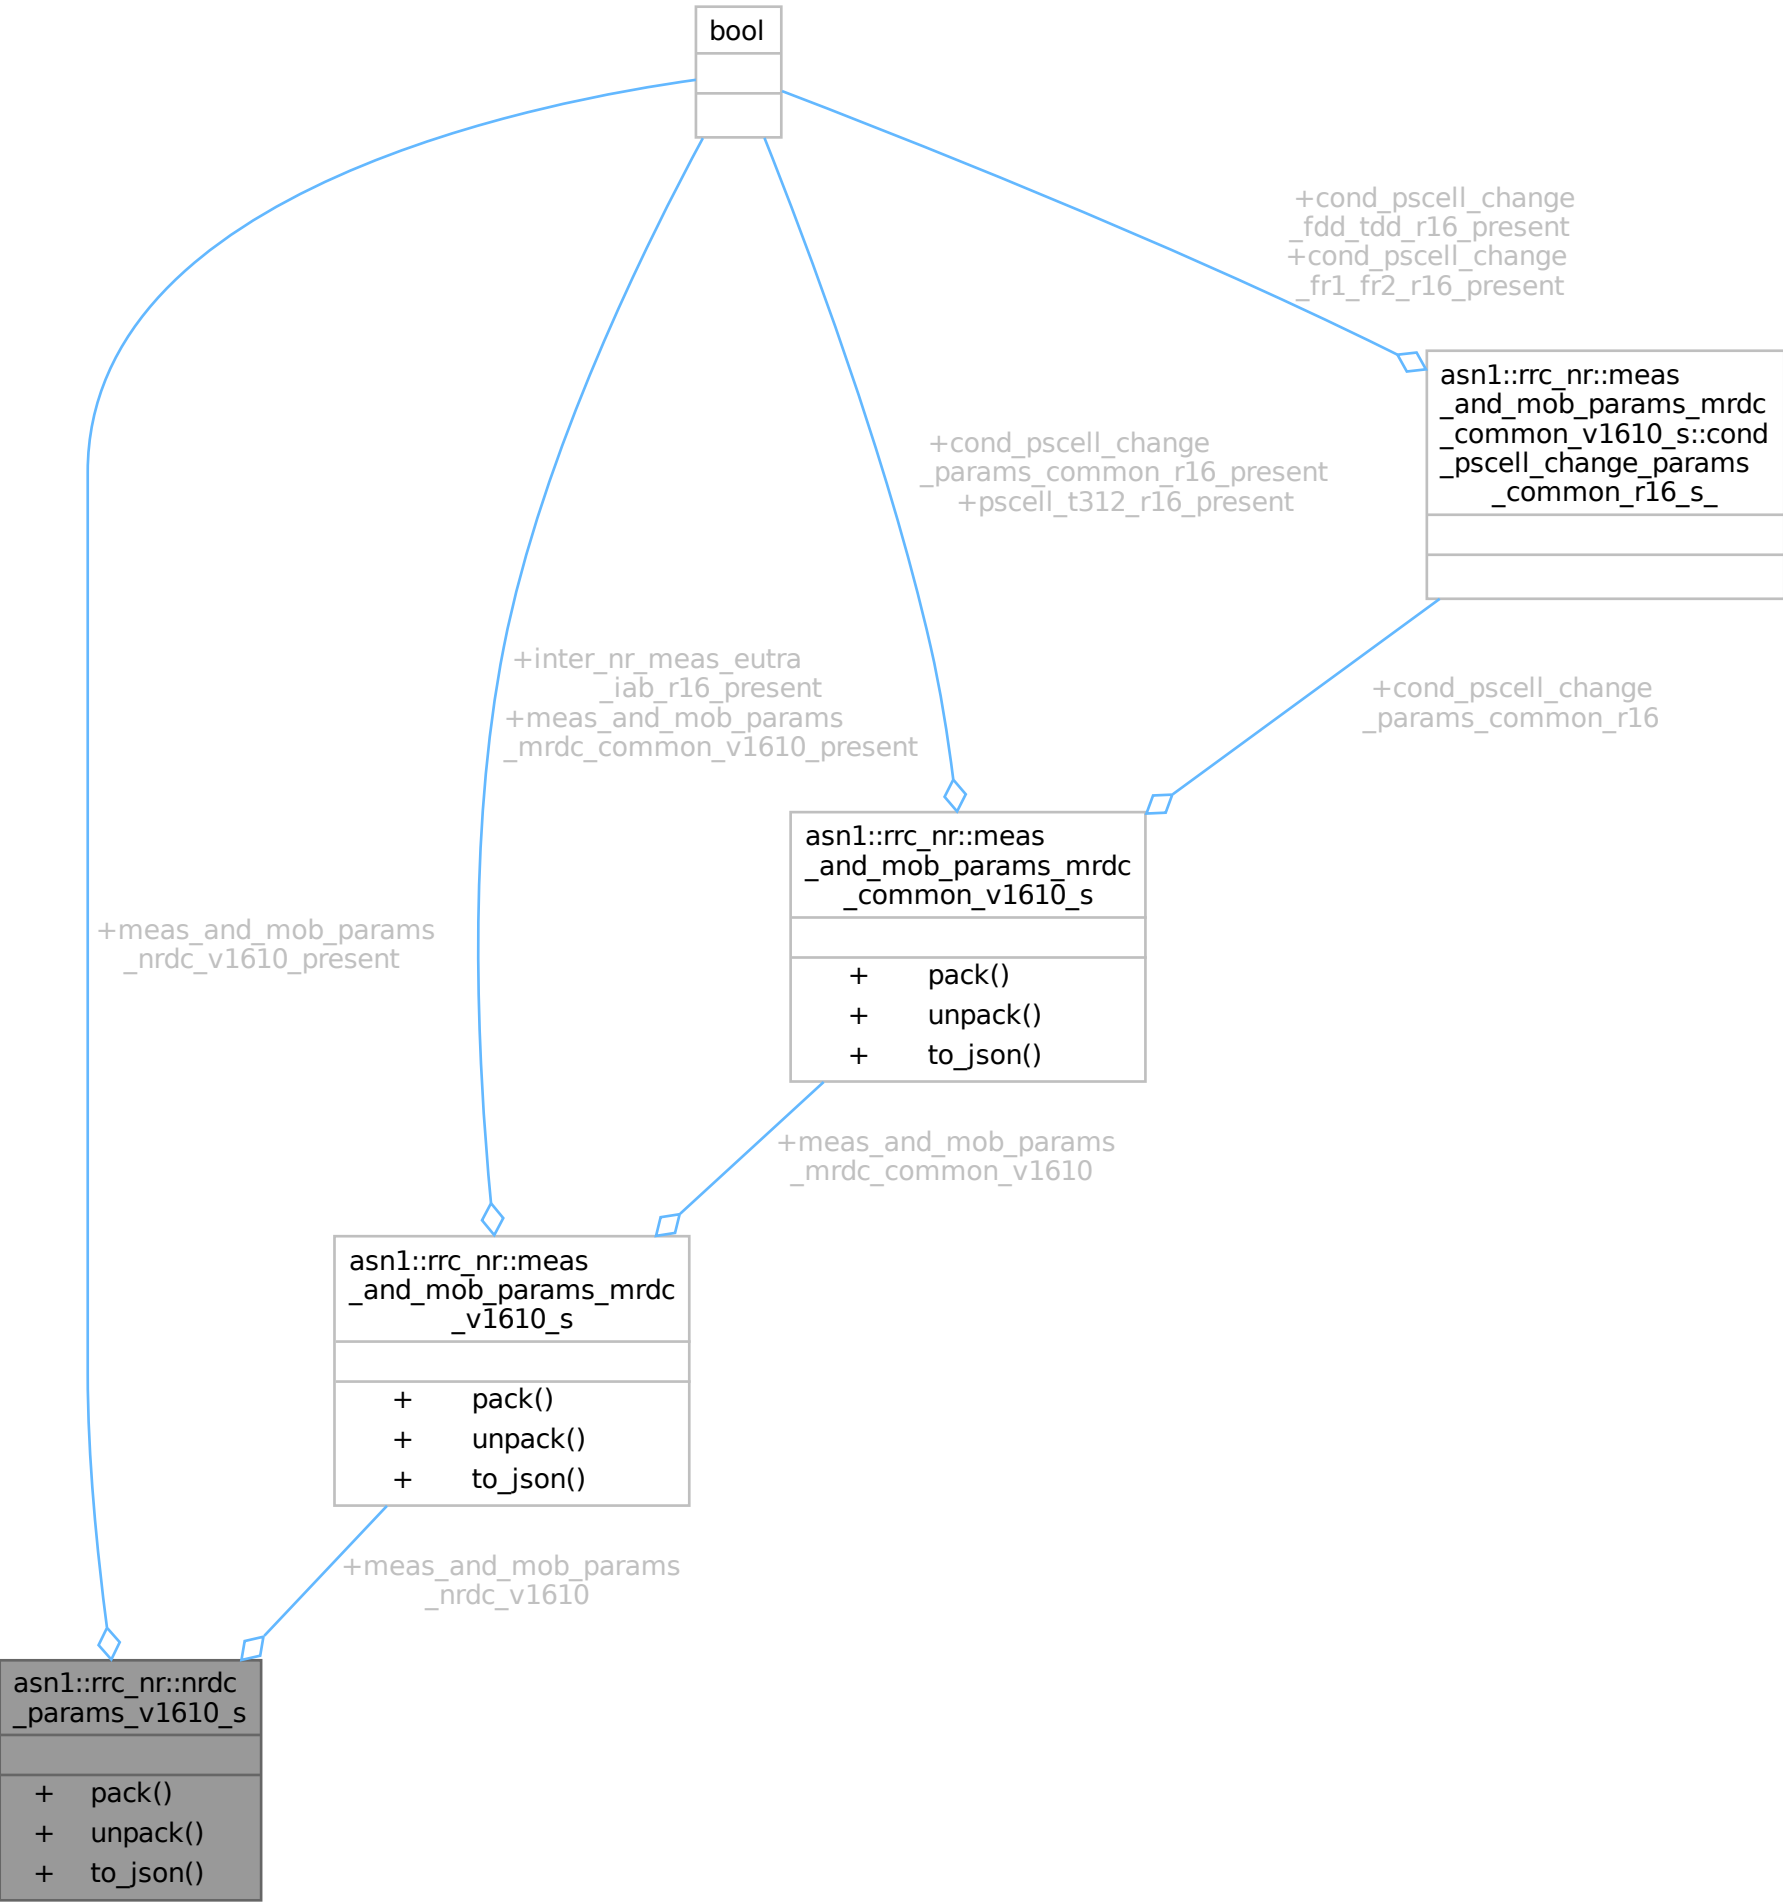 bool
+cond_pscell_change
_fdd_tdd_r16_present
+cond_pscell_change
_fr1_fr2_r16_present
asn1::rrc_nr::meas
_and_mob_params_mrdc
_common_v1610_s::cond
_pscell_change_params
_common_r16_s_
+cond_pscell_change
_params_common_r16_present
+pscell_t312_r16_present
+inter_nr_meas_eutra
_iab_r16_present
+meas_and_mob_params
_mrdc_common_v1610_present
+cond_pscell_change
_params_common_r16
asn1::rrc_nr::meas
_and_mob_params_mrdc
_common_v1610_s
+ pack()
+ unpack()
+ to_json()
+meas_and_mob_params
_nrdc_v1610_present
+meas_and_mob_params
_mrdc_common_v1610
asn1::rrc_nr::meas
_and_mob_params_mrdc
_v1610_s
+ pack()
+ unpack()
+ to_json()
+meas_and_mob_params
_nrdc_v1610
asn1::rrc_nr::nrdc
_params_v1610_s
+ pack()
+ unpack()
+ to_json()